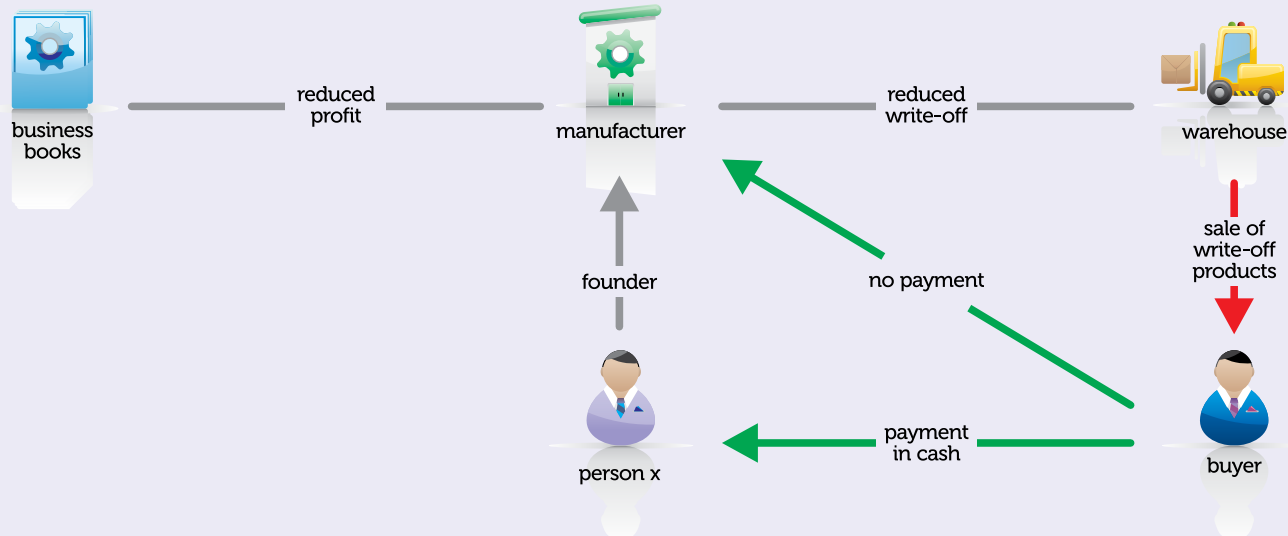 reduced
profit
reduced
write-off
business
books
manufacturer
warehouse
sale of
write-off
products
founder
no payment
payment
in cash
person x
buyer